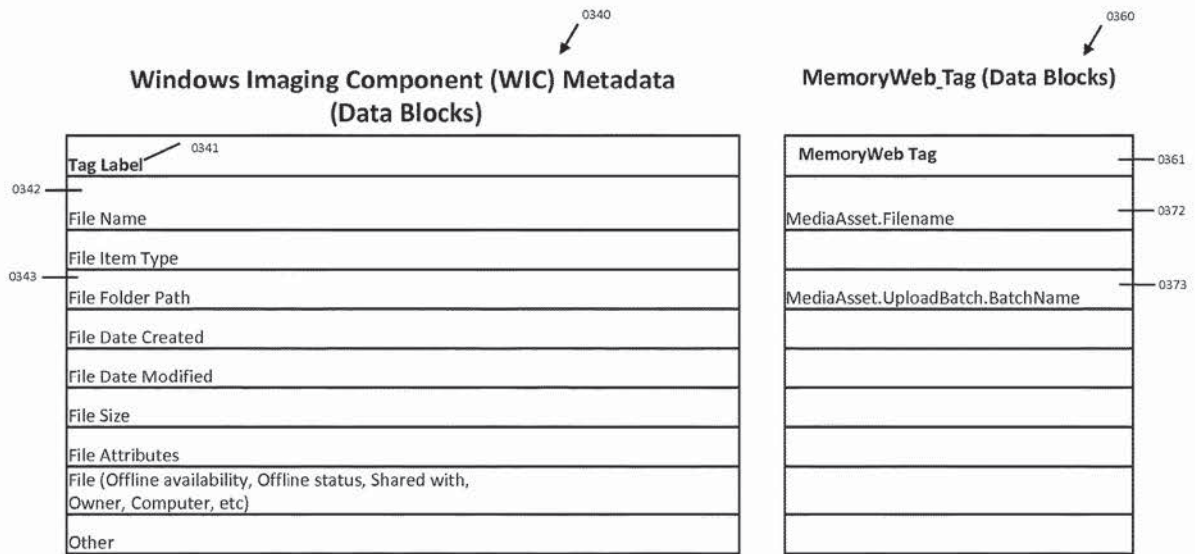 0340
0360
Windows Imaging Component (WIC) Metadata
(Data Blocks)
MemoryWeb_Tag (Data Blocks)
Tag Label
0341
MemoryWeb Tag
0361
0342
File Name
MediaAsset.Filename
0372
File Item Type
0343
File Folder Path
MediaAsset.UploadBatch.BatchName
0373
File Date Created
File Date Modified
File Size
File Attributes
File (Offline availability, Offline status, Shared with,
Owner, Computer, etc)
Other